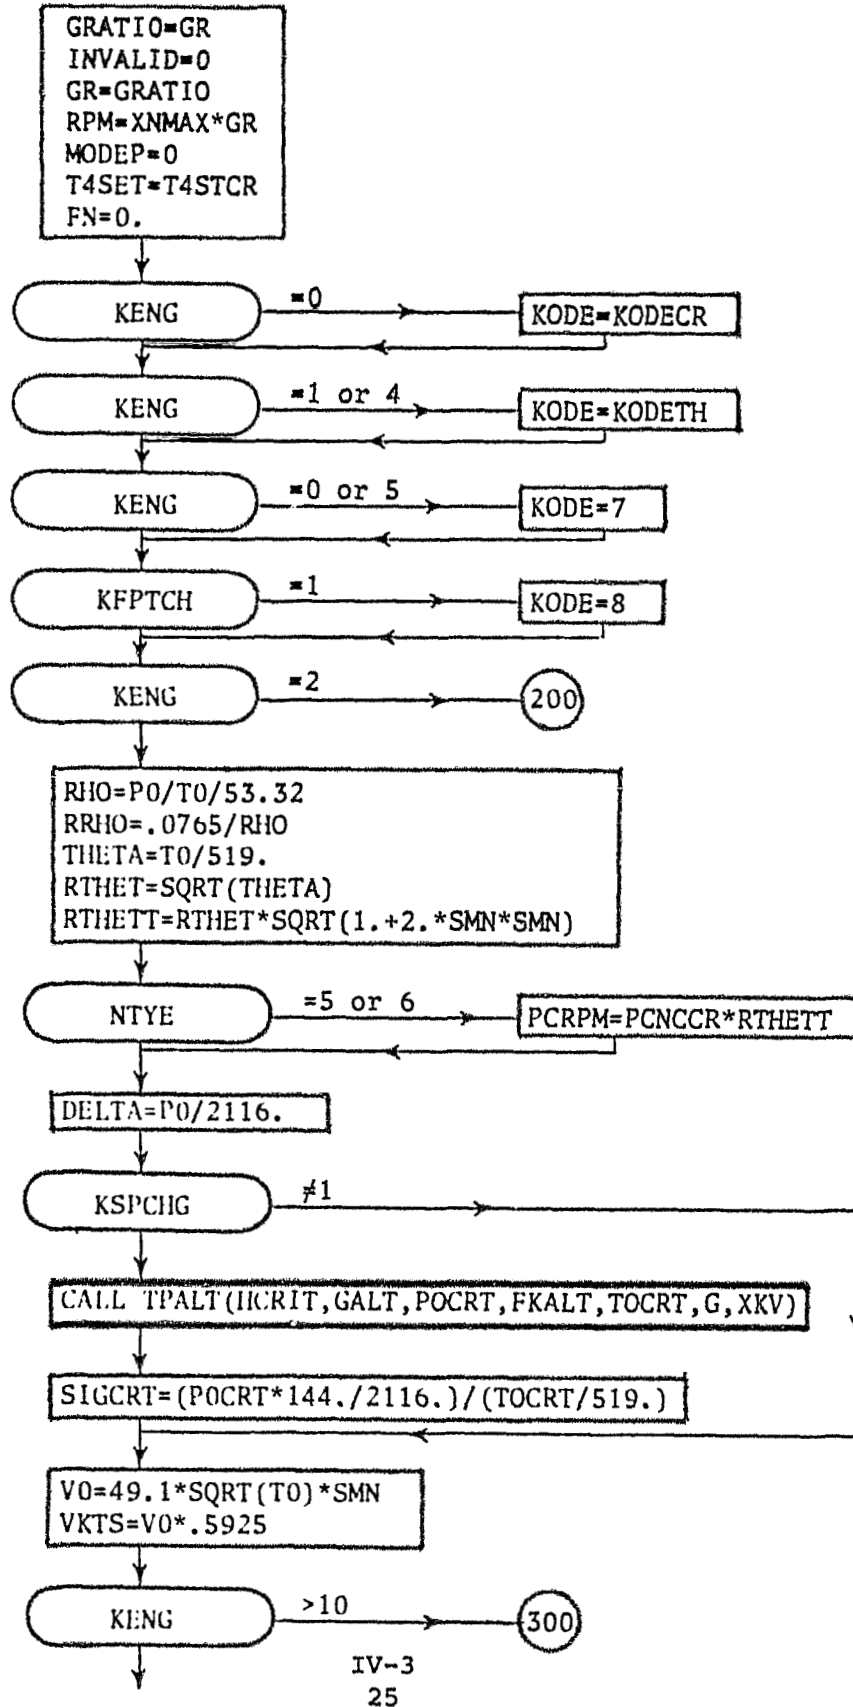 GRATIO=GR
INVALID=0
GR=GRATIO
RPM=XNMAX*GR
MODEP=0
T4SET=T4STCR
FN=0.
KENG
=0
KODE=KODECR
KENG
=1 or 4
KODE=KODETH
KENG
=0 or 5
KODE=7
KFPTCH
=1
KODE=8
KENG
=2
200
RHO=P0/T0/53.32
RRHO=.0765/RHO
THETA=T0/519.
RTHET=SQRT(THETA)
RTHETT=RTHET*SQRT(1.+2.*SMN*SMN)
NTYE
=5 or 6
PCRPM=PCNCCR*RTHETT
DELTA=P0/2116.
KSPCHG
≠1
CALL TPALT(HCRIT,GALT,POCRT,FKALT,TOCRT,G,XKV)
SIGCRT=(POCRT*144./2116.)/(TOCRT/519.)
V0=49.1*SQRT(T0)*SMN
VKTS=V0*.5925
KENG
>10
300
IV-3
25